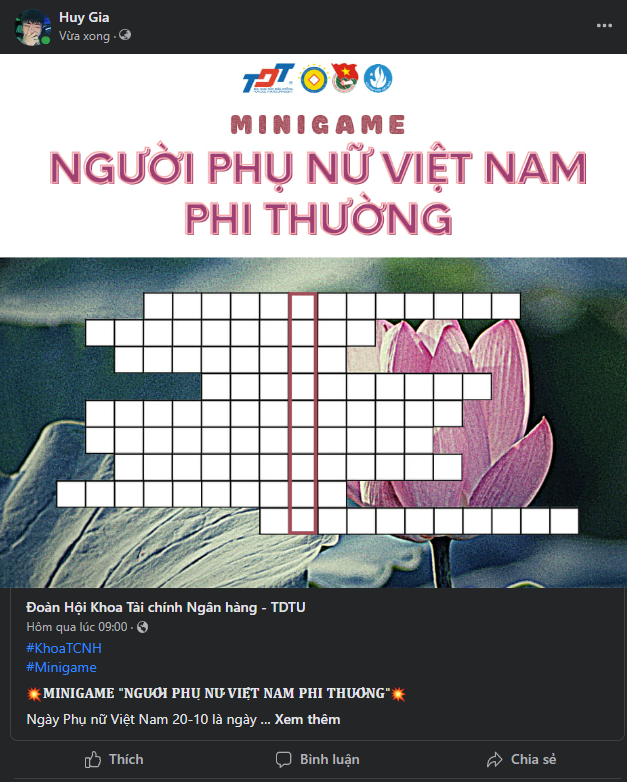 Huy Gia
Vừa xong ·
TDT
MINIGAME
NGƯỜI PHỤ NỮ VIỆT NAM
PHI THƯỜNG
Đoàn Hội Khoa Tài chính Ngân hàng - TDTU
Hôm qua lúc 09:00 ·
#KhoaTCNH
#Minigame
💥MINIGAME "NGƯỜI PHỤ NỮ VIỆT NAM PHI THƯỜNG"💥
Ngày Phụ nữ Việt Nam 20-10 là ngày ... Xem thêm
Thích
Bình luận
Chia sẻ